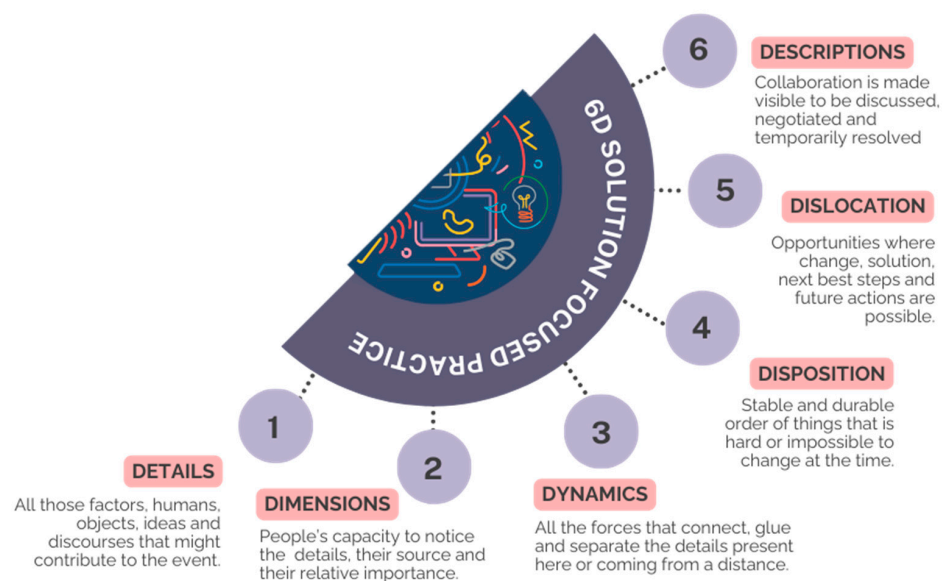 6D SOLUTION FOCUSED PRACTICE
1
DETAILS
All those factors, humans,
objects, ideas and
discourses that might
contribute to the event.
2
DIMENSIONS
People's capacity to notice
the details, their source and
their relative importance.
3
DYNAMICS
All the forces that connect, glue
and separate the details present
here or coming from a distance.
4
DISPOSITION
Stable and durable
order of things that is
hard or impossible to
change at the time.
5
DISLOCATION
Opportunities where
change, solution,
next best steps and
future actions are
possible.
6
DESCRIPTIONS
Collaboration is made
visible to be discussed,
negotiated and
temporarily resolved